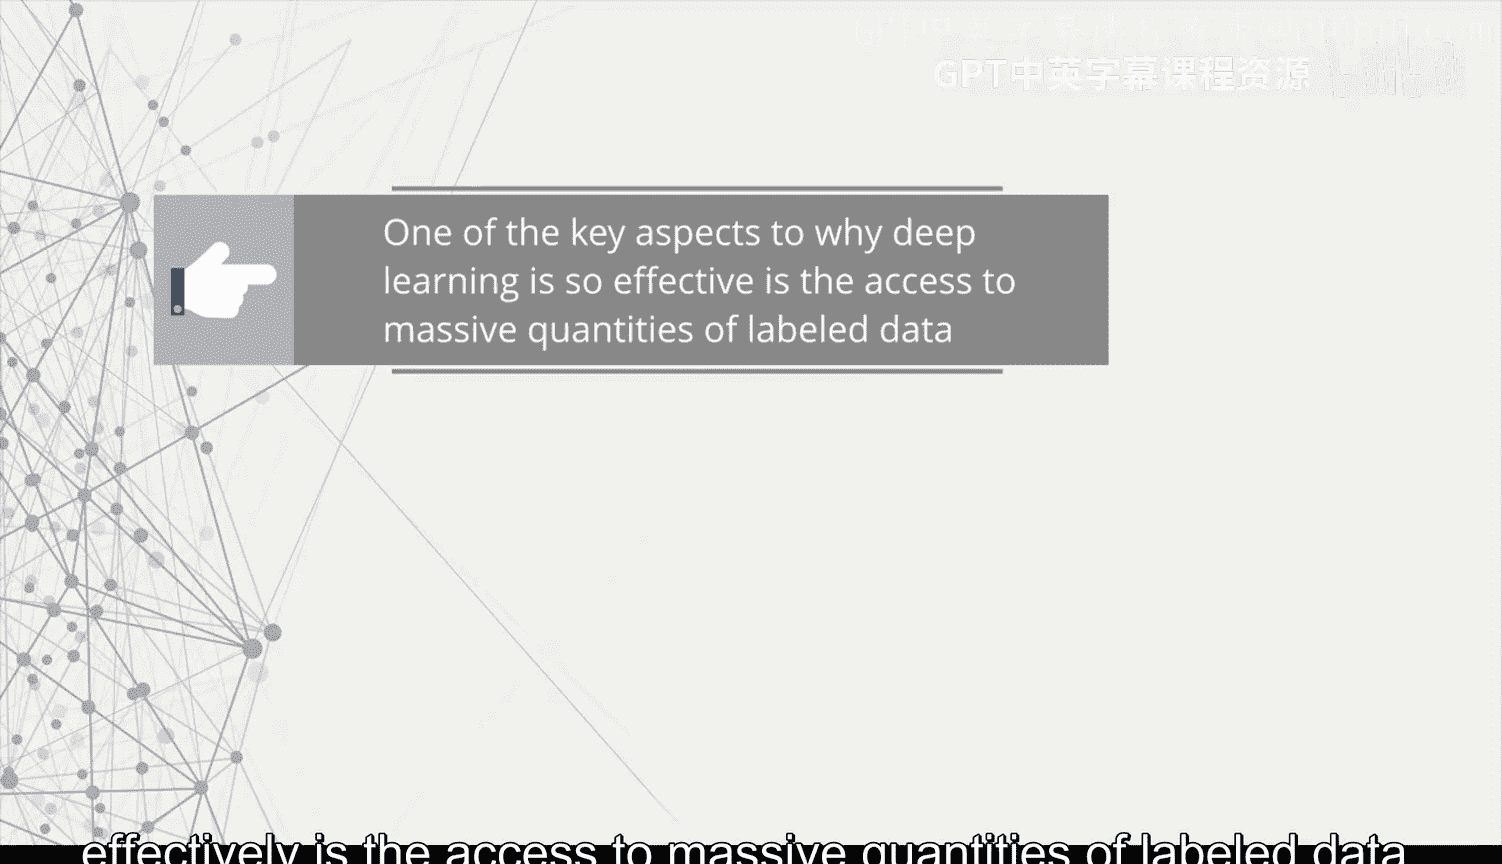 GPT中英字幕课程资源
One of the key aspects to why deep
learning is so effective is the access to
massive quantities of labeled data
effectively is the access to massive quantities of labeled data